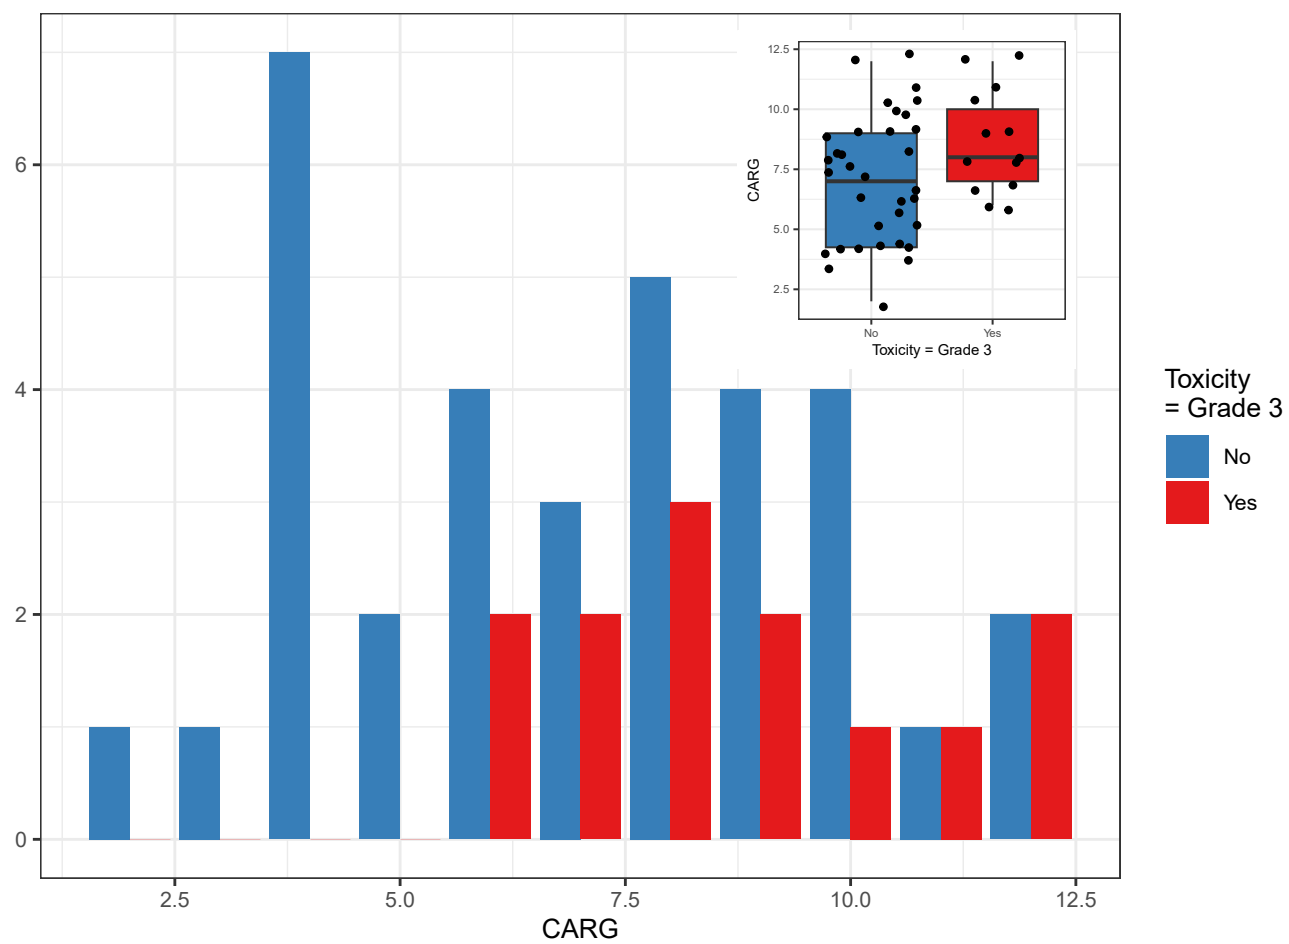 6
4
2
0
2.5
5.0
7.5
10.0
12.5
CARG
12.5
10.0
7.5
5.0
2.5
CARG
No
Yes
Toxicity = Grade 3
Toxicity
= Grade 3
No
Yes